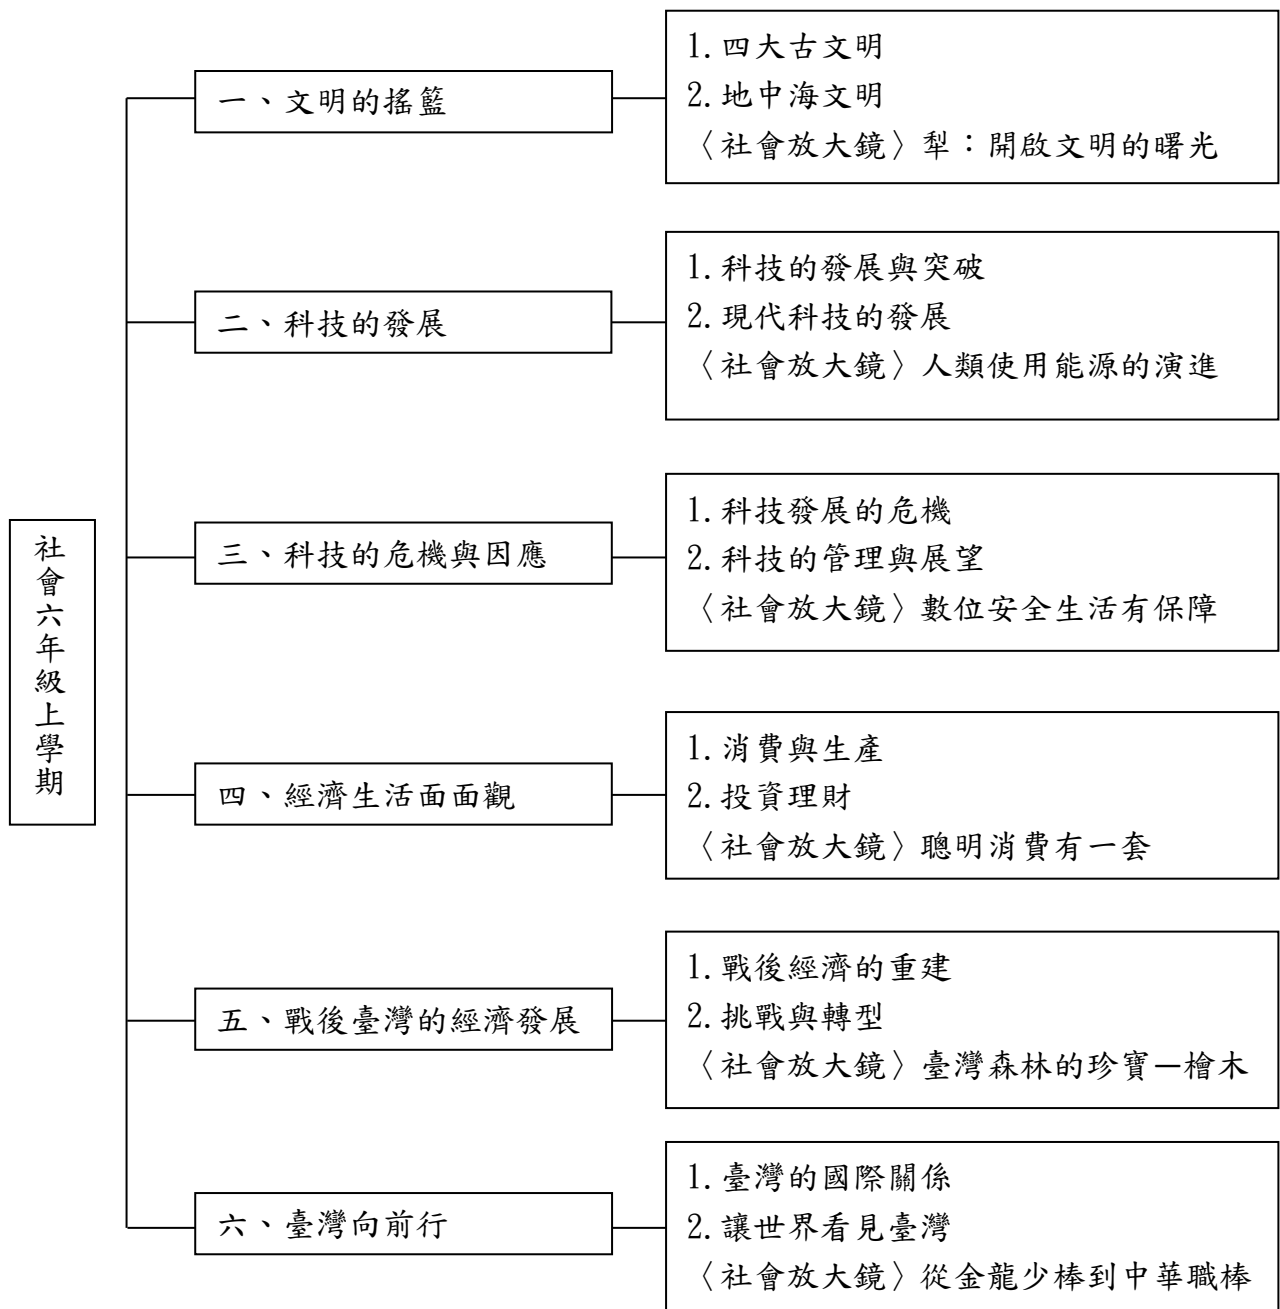 社會六年級上學期
一、文明的搖籃
1.四大古文明
2.地中海文明
〈社會放大鏡〉犁：開啟文明的曙光
二、科技的發展
1.科技的發展與突破
2.現代科技的發展
〈社會放大鏡〉人類使用能源的演進
三、科技的危機與因應
1.科技發展的危機
2.科技的管理與展望
〈社會放大鏡〉數位安全生活有保障
四、經濟生活面面觀
1.消費與生產
2.投資理財
〈社會放大鏡〉聰明消費有一套
五、戰後臺灣的經濟發展
1.戰後經濟的重建
2.挑戰與轉型
〈社會放大鏡〉臺灣森林的珍寶—檜木
六、臺灣向前行
1.臺灣的國際關係
2.讓世界看見臺灣
〈社會放大鏡〉從金龍少棒到中華職棒